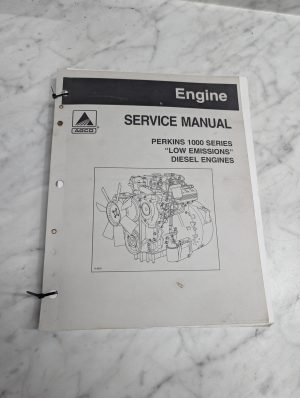 Engine
AGCO
SERVICE MANUAL
PERKINS 1000 SERIES
"LOW EMISSIONS"
DIESEL ENGINES